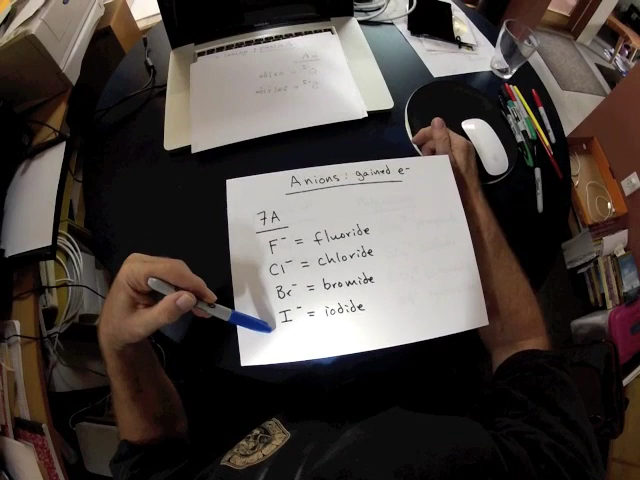 Anions: gained e⁻
7A
F⁻ = fluoride
Cl⁻ = chloride
Br⁻ = bromide
I⁻ = iodide